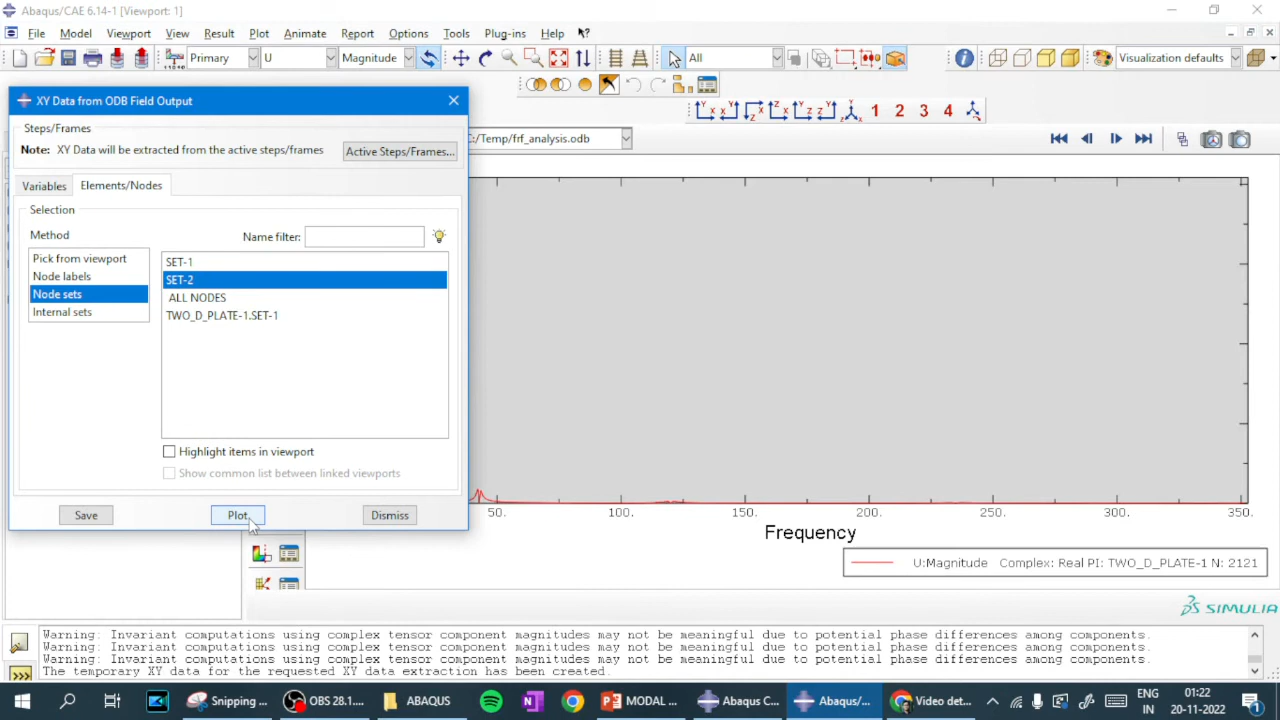 Abaqus/CAE 6.14-1 [Viewport: 1]
File Model Viewport View Result Plot Animate Report Options Tools Plug-ins Help
Primary U Magnitude All Visualization defaults
1 2 3 4
XY Data from ODB Field Output
C:/Temp/frf_analysis.odb
Steps/Frames
Note: XY Data will be extracted from the active steps/frames Active Steps/Frames...
Variables Elements/Nodes
Selection
Method
Name filter:
Pick from viewport
Node labels
Node sets
Internal sets
SET-1
SET-2
ALL NODES
TWO_D_PLATE-1.SET-1
Highlight items in viewport
Show common list between linked viewports
Save Plot Dismiss
50. 100. 150. 200. 250. 300. 350.
Frequency
U:Magnitude Complex: Real PI: TWO_D_PLATE-1 N: 2121
SIMULIA
Warning: Invariant computations using complex tensor component magnitudes may not be meaningful due to potential phase differences among components.
Warning: Invariant computations using complex tensor component magnitudes may not be meaningful due to potential phase differences among components.
Warning: Invariant computations using complex tensor component magnitudes may not be meaningful due to potential phase differences among components.
The temporary XY data for the requested XY data extraction has been created.
Snipping ... OBS 28.1.... ABAQUS MODAL ... Abaqus C... Abaqus/... Video det...
ENG 01:22
IN 20-11-2022